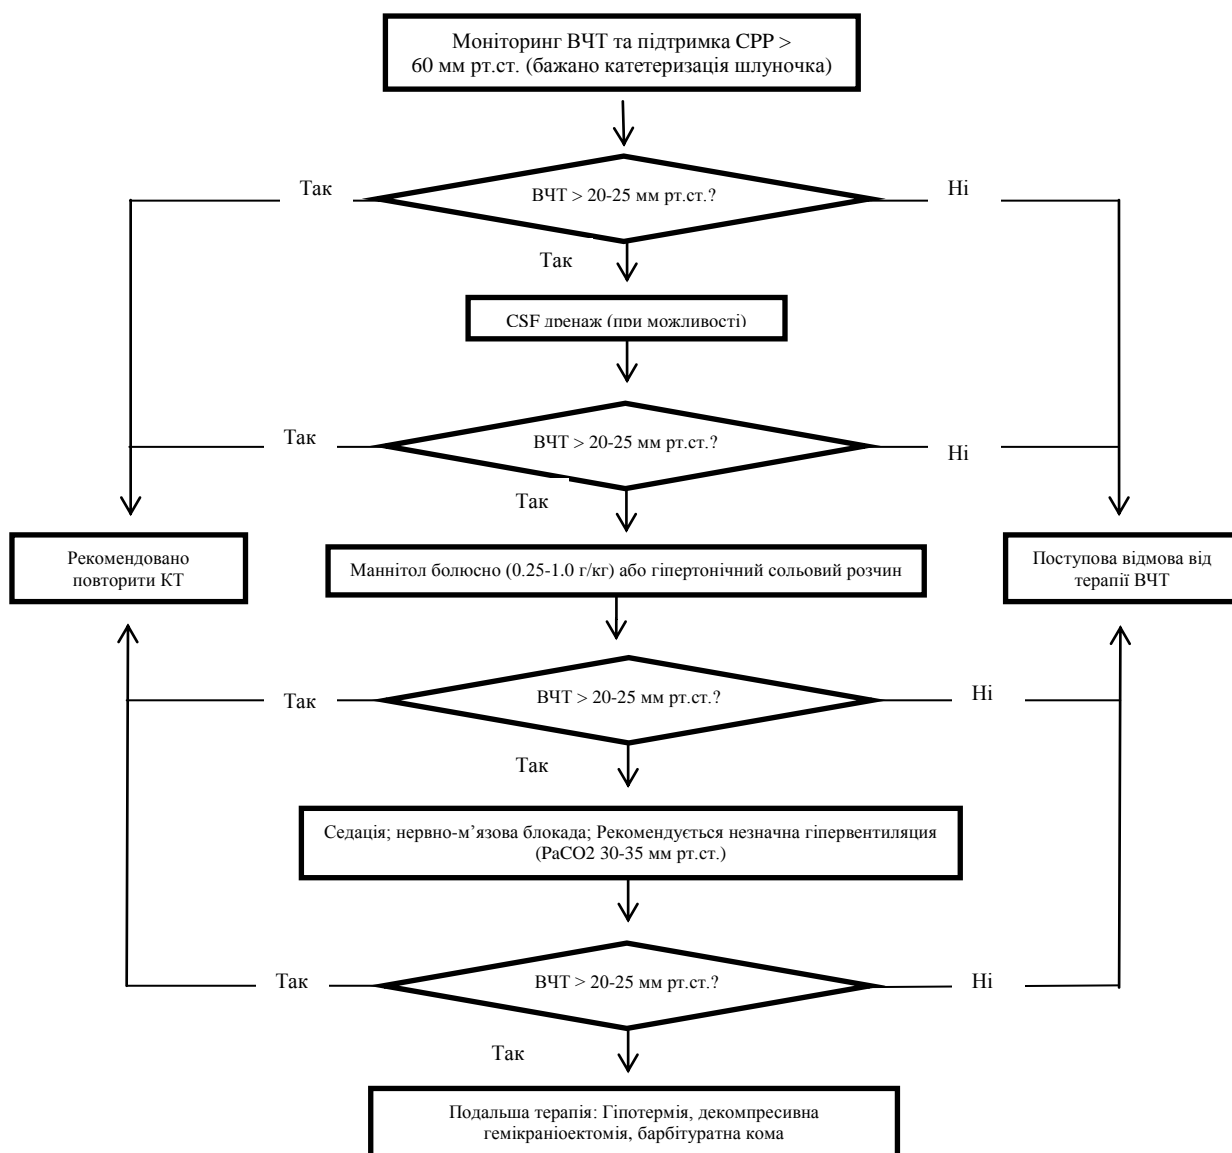 Моніторинг ВЧТ та підтримка CPP >
60 мм рт.ст. (бажано катетеризація шлуночка)
Так
ВЧТ > 20-25 мм рт.ст.?
Ні
Так
CSF дренаж (при можливості)
Так
ВЧТ > 20-25 мм рт.ст.?
Ні
Так
Рекомендовано
повторити КТ
Маннітол болюсно (0.25-1.0 г/кг) або гіпертонічний сольовий розчин
Поступова відмова від
терапії ВЧТ
Так
ВЧТ > 20-25 мм рт.ст.?
Ні
Так
Седація; нервно-м’язова блокада; Рекомендується незначна гіпервентиляция
(PaCO2 30-35 мм рт.ст.)
Так
ВЧТ > 20-25 мм рт.ст.?
Ні
Так
Подальша терапія: Гіпотермія, декомпресивна
гемікраніоектомія, барбітуратна кома